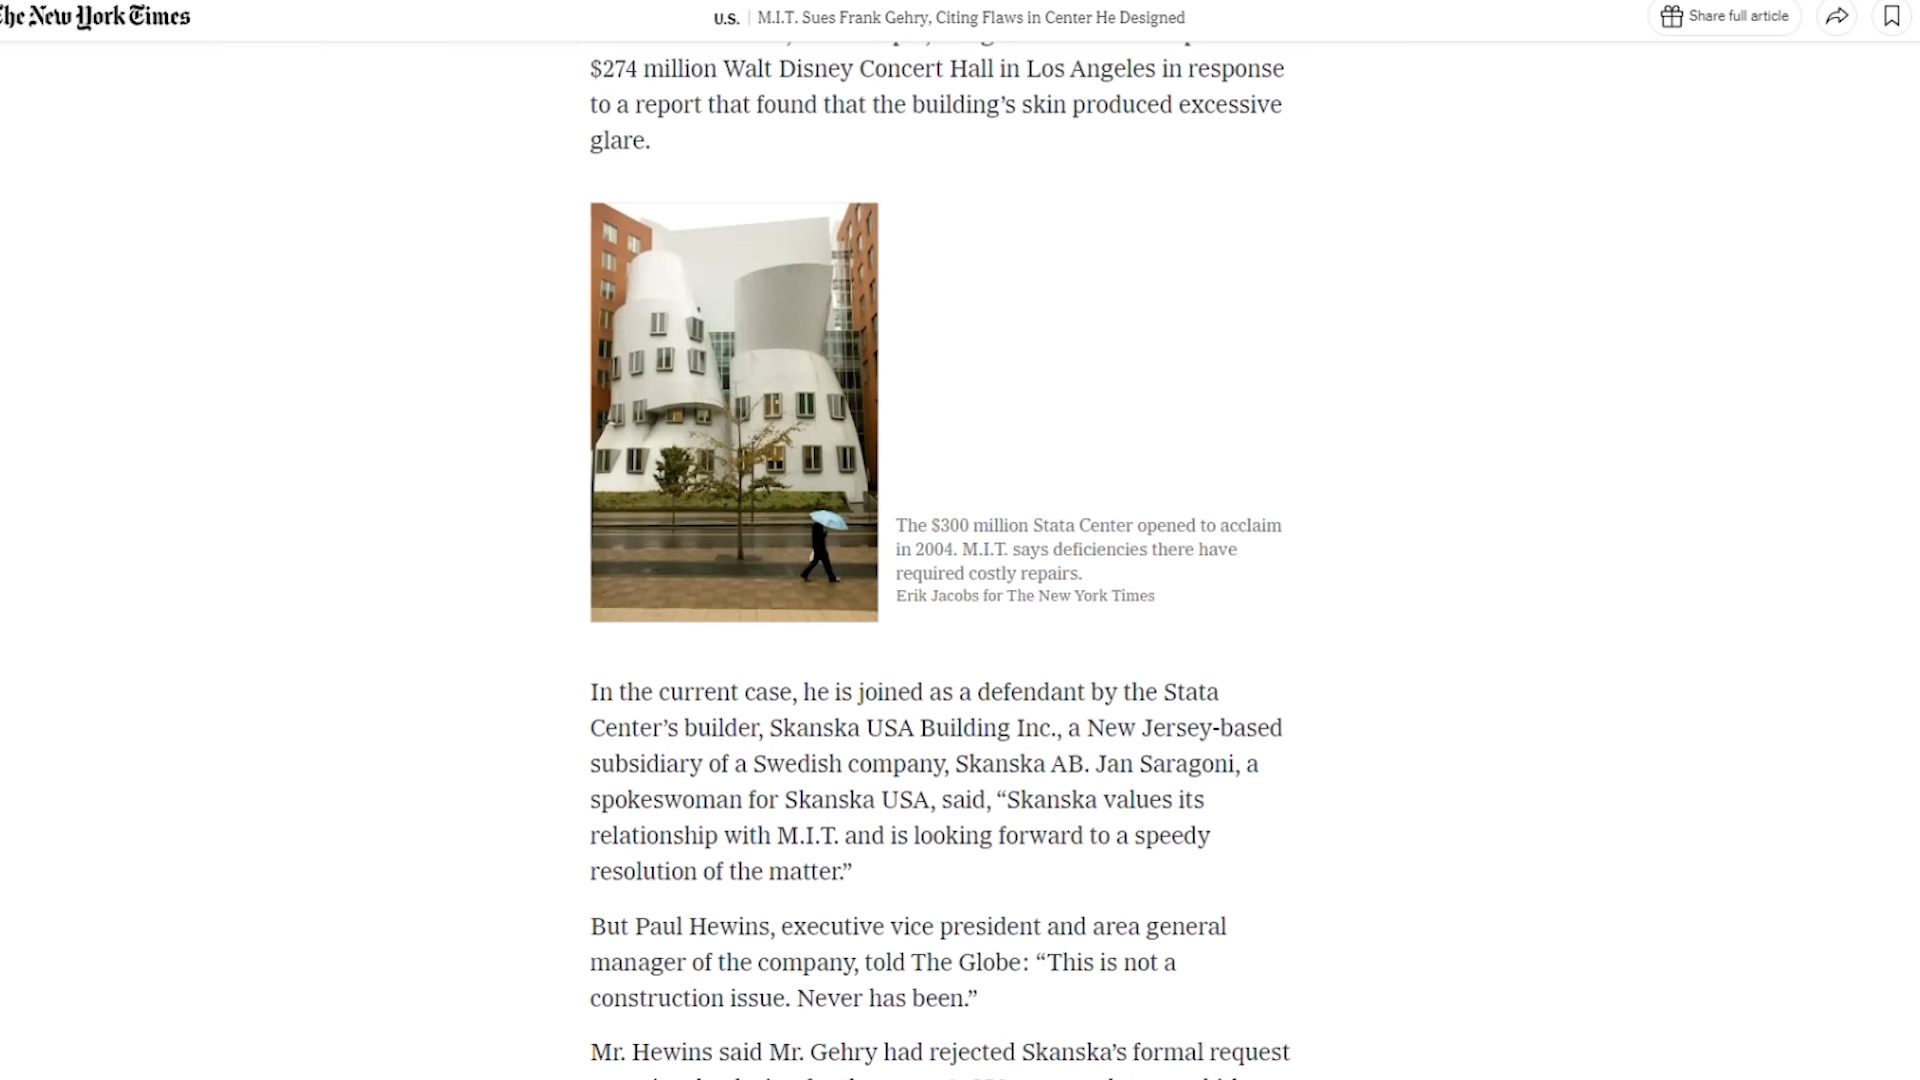 The New York Times
U.S. | M.I.T. Sues Frank Gehry, Citing Flaws in Center He Designed
Share full article
$274 million Walt Disney Concert Hall in Los Angeles in response
to a report that found that the building’s skin produced excessive
glare.
The $300 million Stata Center opened to acclaim
in 2004. M.I.T. says deficiencies there have
required costly repairs.
Erik Jacobs for The New York Times
In the current case, he is joined as a defendant by the Stata
Center’s builder, Skanska USA Building Inc., a New Jersey-based
subsidiary of a Swedish company, Skanska AB. Jan Saragoni, a
spokeswoman for Skanska USA, said, “Skanska values its
relationship with M.I.T. and is looking forward to a speedy
resolution of the matter.”
But Paul Hewins, executive vice president and area general
manager of the company, told The Globe: “This is not a
construction issue. Never has been.”
Mr. Hewins said Mr. Gehry had rejected Skanska’s formal request